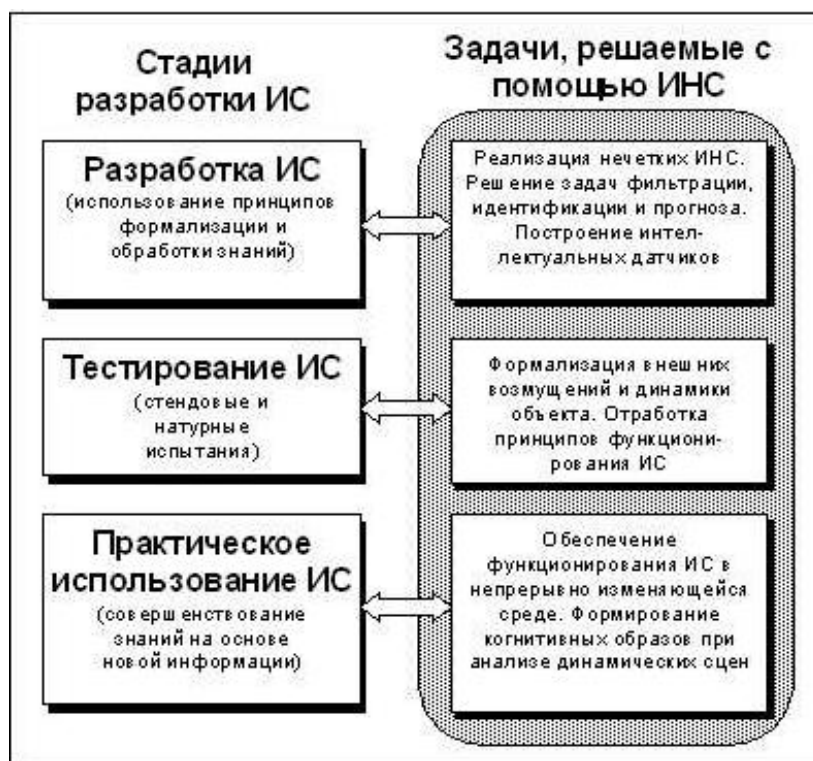 Стадии
разработки ИС
Задачи, решаемые с
помощью ИНС
Разработка ИС
(использование принципов
формализации и
обработки знаний)
Реализация нечетких ИНС.
Решение задач фильтрации,
идентификации и прогноза.
Построение интел-
лектуальных датчиков
Тестирование ИС
(стендовые и
натурные
испытания)
Формализация внешних
возмущений и динамики
объекта. Отработка
принципов функциони-
рования ИС
Практическое
использование ИС
(совершенствование
знаний на основе
новой информации)
Обеспечение
функционирования ИС в
непрерывно изменяющейся
среде. Формирование
когнитивных образов при
анализе динамических сцен